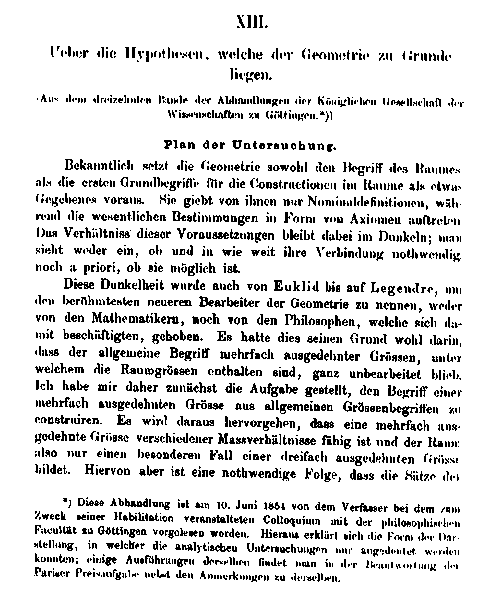 XIII.
Ueber die Hypothesen, welche der Geometrie zu Grunde
liegen.
(Aus dem dreizehnten Bande der Abhandlungen der Königlichen Gesellschaft der
Wissenschaften zu Göttingen.*))
Plan der Untersuchung.
Bekanntlich setzt die Geometrie sowohl den Begriff des Raumes
als die ersten Grundbegriffe für die Constructionen im Raume als etwas
Gegebenes voraus. Sie giebt von ihnen nur Nominaldefinitionen, wäh-
rend die wesentlichen Bestimmungen in Form von Axiomen auftreten.
Das Verhältniss dieser Voraussetzungen bleibt dabei im Dunkeln; man
sieht weder ein, ob und in wie weit ihre Verbindung nothwendig
noch a priori, ob sie möglich ist.
Diese Dunkelheit wurde auch von Euklid bis auf Legendre, um
den berühmtesten neueren Bearbeiter der Geometrie zu nennen, weder
von den Mathematikern, noch von den Philosophen, welche sich da-
mit beschäftigten, gehoben. Es hatte dies seinen Grund wohl darin,
dass der allgemeine Begriff mehrfach ausgedehnter Grössen, unter
welchem die Raumgrössen enthalten sind, ganz unbearbeitet blieb.
Ich habe mir daher zunächst die Aufgabe gestellt, den Begriff einer
mehrfach ausgedehnten Grösse aus allgemeinen Grössenbegriffen zu
construiren. Es wird daraus hervorgehen, dass eine mehrfach aus-
gedehnte Grösse verschiedener Massverhältnisse fähig ist und der Raum
also nur einen besonderen Fall einer dreifach ausgedehnten Grösse
bildet. Hiervon aber ist eine nothwendige Folge, dass die Sätze der
*) Diese Abhandlung ist am 10. Juni 1854 von dem Verfasser bei dem zum
Zweck seiner Habilitation veranstalteten Colloquium mit der philosophischen
Facultät zu Göttingen vorgelesen worden. Hieraus erklärt sich die Form der Dar-
stellung, in welcher die analytischen Untersuchungen nur angedeutet werden
konnten; einige Ausführungen derselben findet man in der Beantwortung der
Pariser Preisaufgabe nebst den Anmerkungen zu derselben.